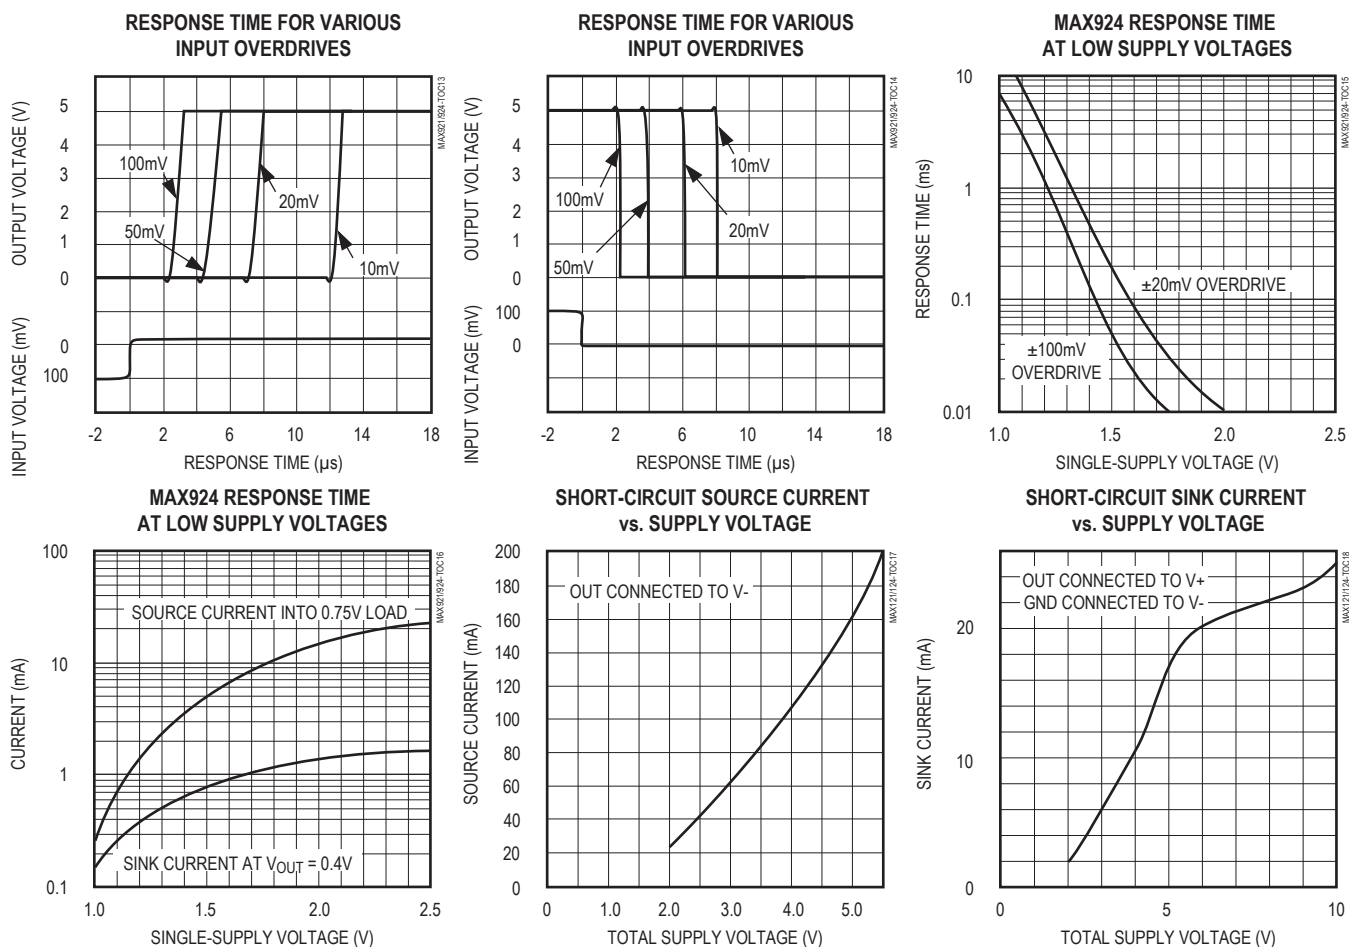 RESPONSE TIME FOR VARIOUS
INPUT OVERDRIVES
OUTPUT VOLTAGE (V)
5
4
3
2
1
0
INPUT VOLTAGE (mV)
0
100
100mV
50mV
20mV
10mV
MAX921/924-TOC13
-2
2
6
10
14
18
RESPONSE TIME (µs)
RESPONSE TIME FOR VARIOUS
INPUT OVERDRIVES
OUTPUT VOLTAGE (V)
5
4
3
2
1
0
INPUT VOLTAGE (mV)
100
0
100mV
50mV
10mV
20mV
MAX921/924-TOC14
-2
2
6
10
14
18
RESPONSE TIME (µs)
MAX924 RESPONSE TIME
AT LOW SUPPLY VOLTAGES
RESPONSE TIME (ms)
10
1
0.1
0.01
±20mV OVERDRIVE
±100mV
OVERDRIVE
MAX921/924-TOC15
1.0
1.5
2.0
2.5
SINGLE-SUPPLY VOLTAGE (V)
MAX924 RESPONSE TIME
AT LOW SUPPLY VOLTAGES
CURRENT (mA)
100
10
1
0.1
SOURCE CURRENT INTO 0.75V LOAD
SINK CURRENT AT VOUT = 0.4V
MAX921/924-TOC16
1.0
1.5
2.0
2.5
SINGLE-SUPPLY VOLTAGE (V)
SHORT-CIRCUIT SOURCE CURRENT
vs. SUPPLY VOLTAGE
SOURCE CURRENT (mA)
200
180
160
140
120
100
80
60
40
20
0
OUT CONNECTED TO V-
MAX121/124-TOC17
0
1.0
2.0
3.0
4.0
5.0
TOTAL SUPPLY VOLTAGE (V)
SHORT-CIRCUIT SINK CURRENT
vs. SUPPLY VOLTAGE
SINK CURRENT (mA)
20
10
0
OUT CONNECTED TO V+
GND CONNECTED TO V-
MAX121/124-TOC18
0
5
10
TOTAL SUPPLY VOLTAGE (V)